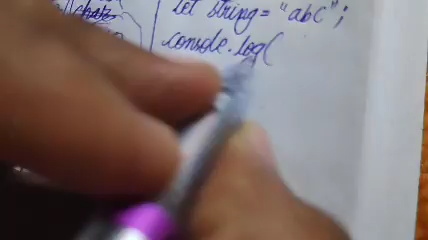 let string = "abC";
console.log(